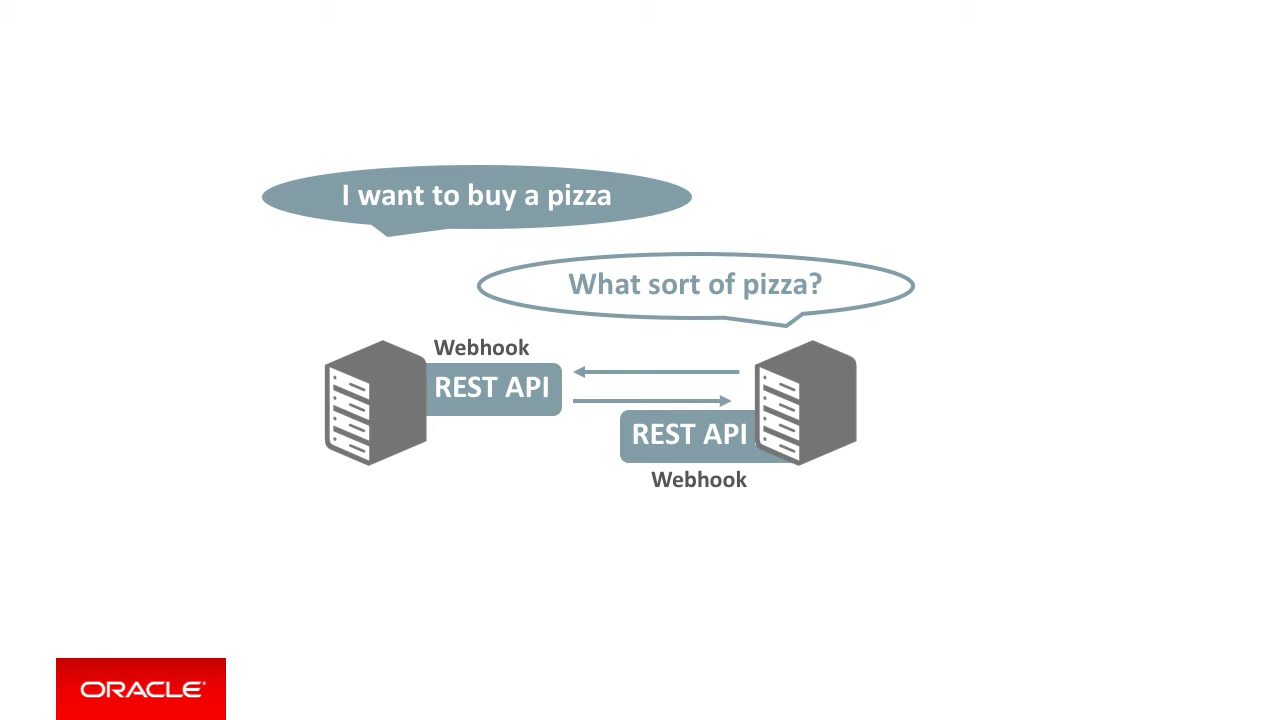 I want to buy a pizza
What sort of pizza?
Webhook
REST API
REST API
Webhook
ORACLE®